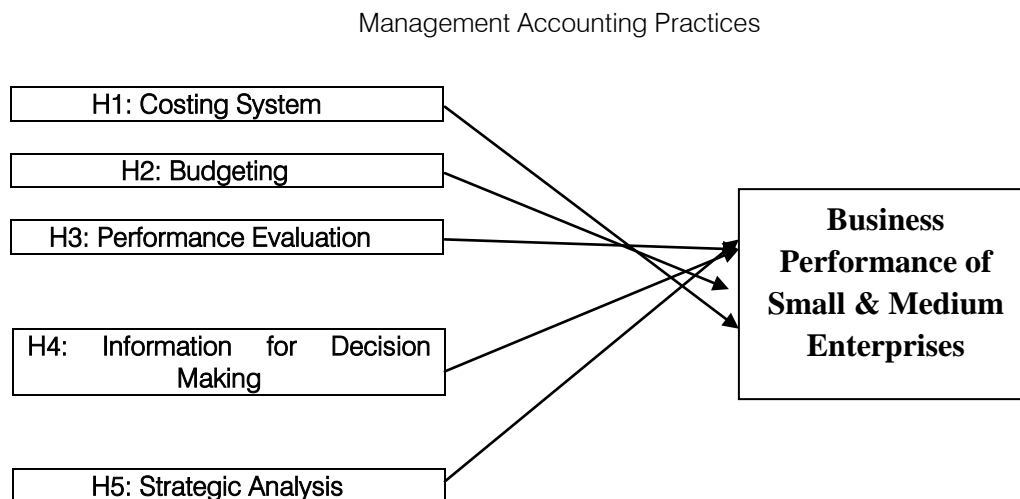 Management Accounting Practices
H1: Costing System
H2: Budgeting
H3: Performance Evaluation
H4: Information for Decision
Making
H5: Strategic Analysis
Business
Performance of
Small & Medium
Enterprises